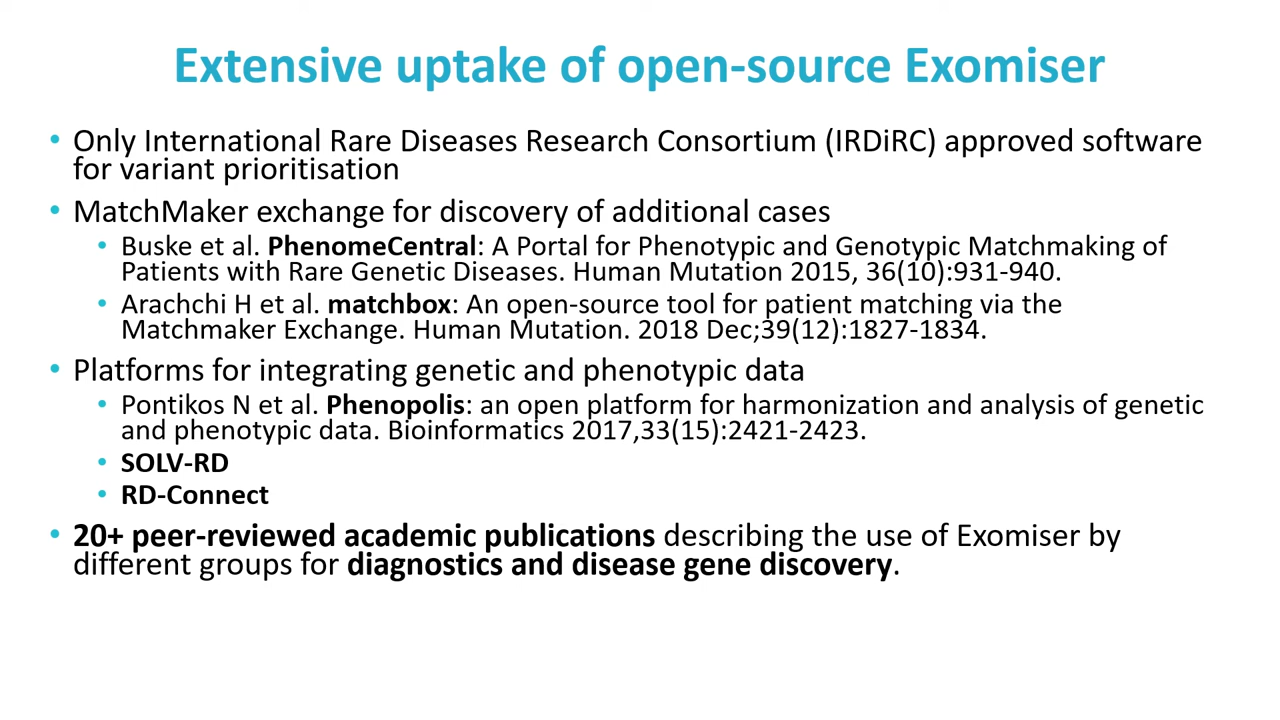 Extensive uptake of open-source Exomiser
• Only International Rare Diseases Research Consortium (IRDiRC) approved software
for variant prioritisation
• MatchMaker exchange for discovery of additional cases
• Buske et al. PhenomeCentral: A Portal for Phenotypic and Genotypic Matchmaking of
Patients with Rare Genetic Diseases. Human Mutation 2015, 36(10):931-940.
• Arachchi H et al. matchbox: An open-source tool for patient matching via the
Matchmaker Exchange. Human Mutation. 2018 Dec;39(12):1827-1834.
• Platforms for integrating genetic and phenotypic data
• Pontikos N et al. Phenopolis: an open platform for harmonization and analysis of genetic
and phenotypic data. Bioinformatics 2017,33(15):2421-2423.
• SOLV-RD
• RD-Connect
• 20+ peer-reviewed academic publications describing the use of Exomiser by
different groups for diagnostics and disease gene discovery.